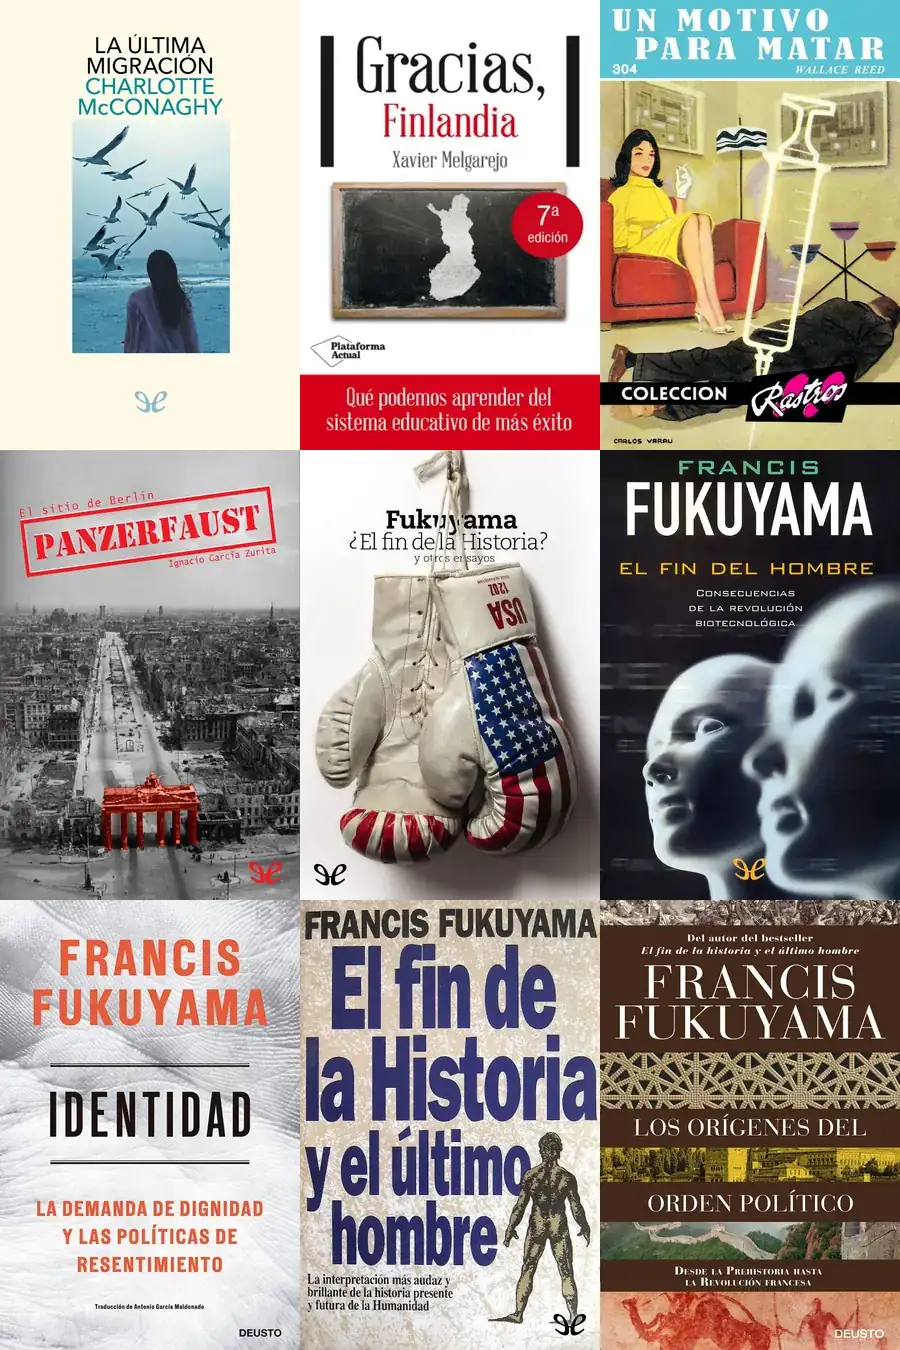 LA ÚLTIMA
MIGRACIÓN
CHARLOTTE
McCONAGHY
Gracias,
Finlandia
Xavier Melgarejo
7ª
edición
Plataforma
Actual
Qué podemos aprender del
sistema educativo de más éxito
UN MOTIVO
PARA MATAR
304
WALLACE REED
COLECCION
Rastros
CARLOS VARAU
El sitio de Berlín
PANZERFAUST
Ignacio García Zurita
Fukuyama
¿El fin de la Historia?
y otros ensayos
USA
12OZ
FRANCIS
FUKUYAMA
EL FIN DEL HOMBRE
CONSECUENCIAS
DE LA REVOLUCIÓN
BIOTECNOLÓGICA
FRANCIS
FUKUYAMA
IDENTIDAD
LA DEMANDA DE DIGNIDAD
Y LAS POLÍTICAS DE
RESENTIMIENTO
Traducción de Antonio García Maldonado
DEUSTO
FRANCIS FUKUYAMA
El fin de
la Historia
y el último
hombre
La interpretación más audaz y
brillante de la historia presente
y futura de la Humanidad
Del autor del bestseller
El fin de la historia y el último hombre
FRANCIS
FUKUYAMA
LOS ORÍGENES DEL
ORDEN POLÍTICO
DESDE LA PREHISTORIA HASTA
LA REVOLUCIÓN FRANCESA
DEUSTO